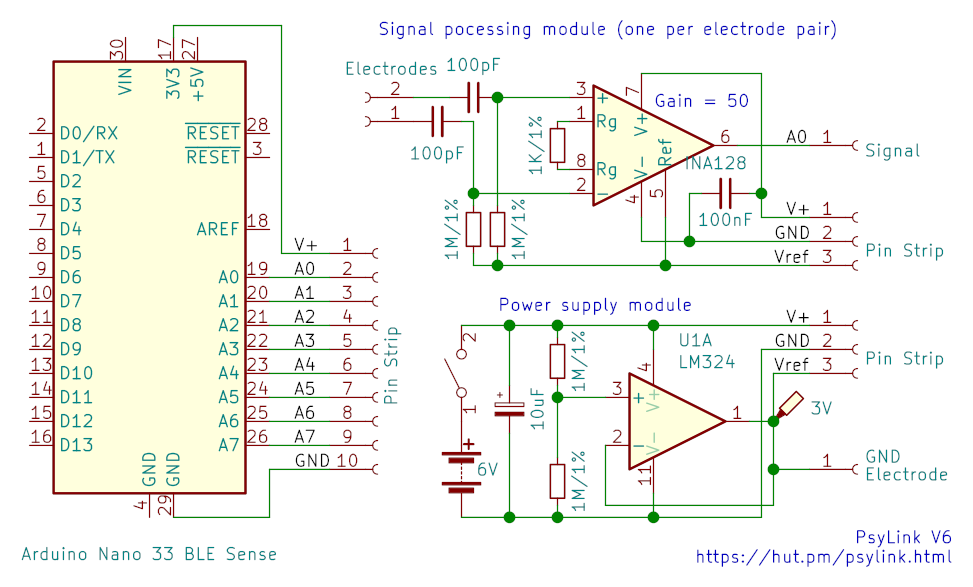 Signal pocessing module (one per electrode pair)
30
17
27
VIN
3V3
+5V
2 D0/RX
1 D1/TX
5 D2
6 D3
7 D4
8 D5
9 D6
10 D7
11 D8
12 D9
13 D10
14 D11
15 D12
16 D13
RESET 28
RESET 3
AREF 18
A0 19
A1 20
A2 21
A3 22
A4 23
A5 24
A6 25
A7 26
GND
GND
4
29
V+ 1
A0 2
A1 3
A2 4
A3 5
A4 6
A5 7
A6 8
A7 9
GND 10
Pin Strip
Arduino Nano 33 BLE Sense
Electrodes
100pF
2
1
100pF
1M/1%
1M/1%
1K/1%
3
+
1
Rg
8
Rg
2
-
7
V+
Gain = 50
Ref
V-
4
5
6
INA128
A0 1
Signal
100nF
V+ 1
GND 2
Vref 3
Pin Strip
Power supply module
2
1
+
6V
+
10uF
1M/1%
1M/1%
U1A
LM324
4
V+
3
+
2
-
V-
11
1
3V
V+ 1
GND 2
Vref 3
Pin Strip
1
GND
Electrode
PsyLink V6
https://hut.pm/psylink.html